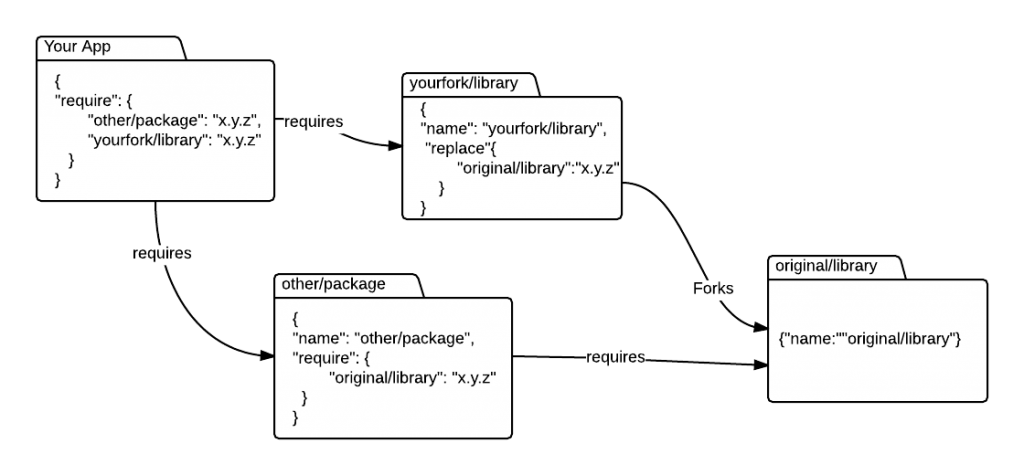 Your App
{
"require": {
"other/package": "x.y.z",
"yourfork/library": "x.y.z"
}
}
requires
yourfork/library
{
"name": "yourfork/library",
"replace"{
"original/library":"x.y.z"
}
}
requires
Forks
other/package
{
"name": "other/package",
"require": {
"original/library": "x.y.z"
}
}
requires
original/library
{"name:""original/library"}